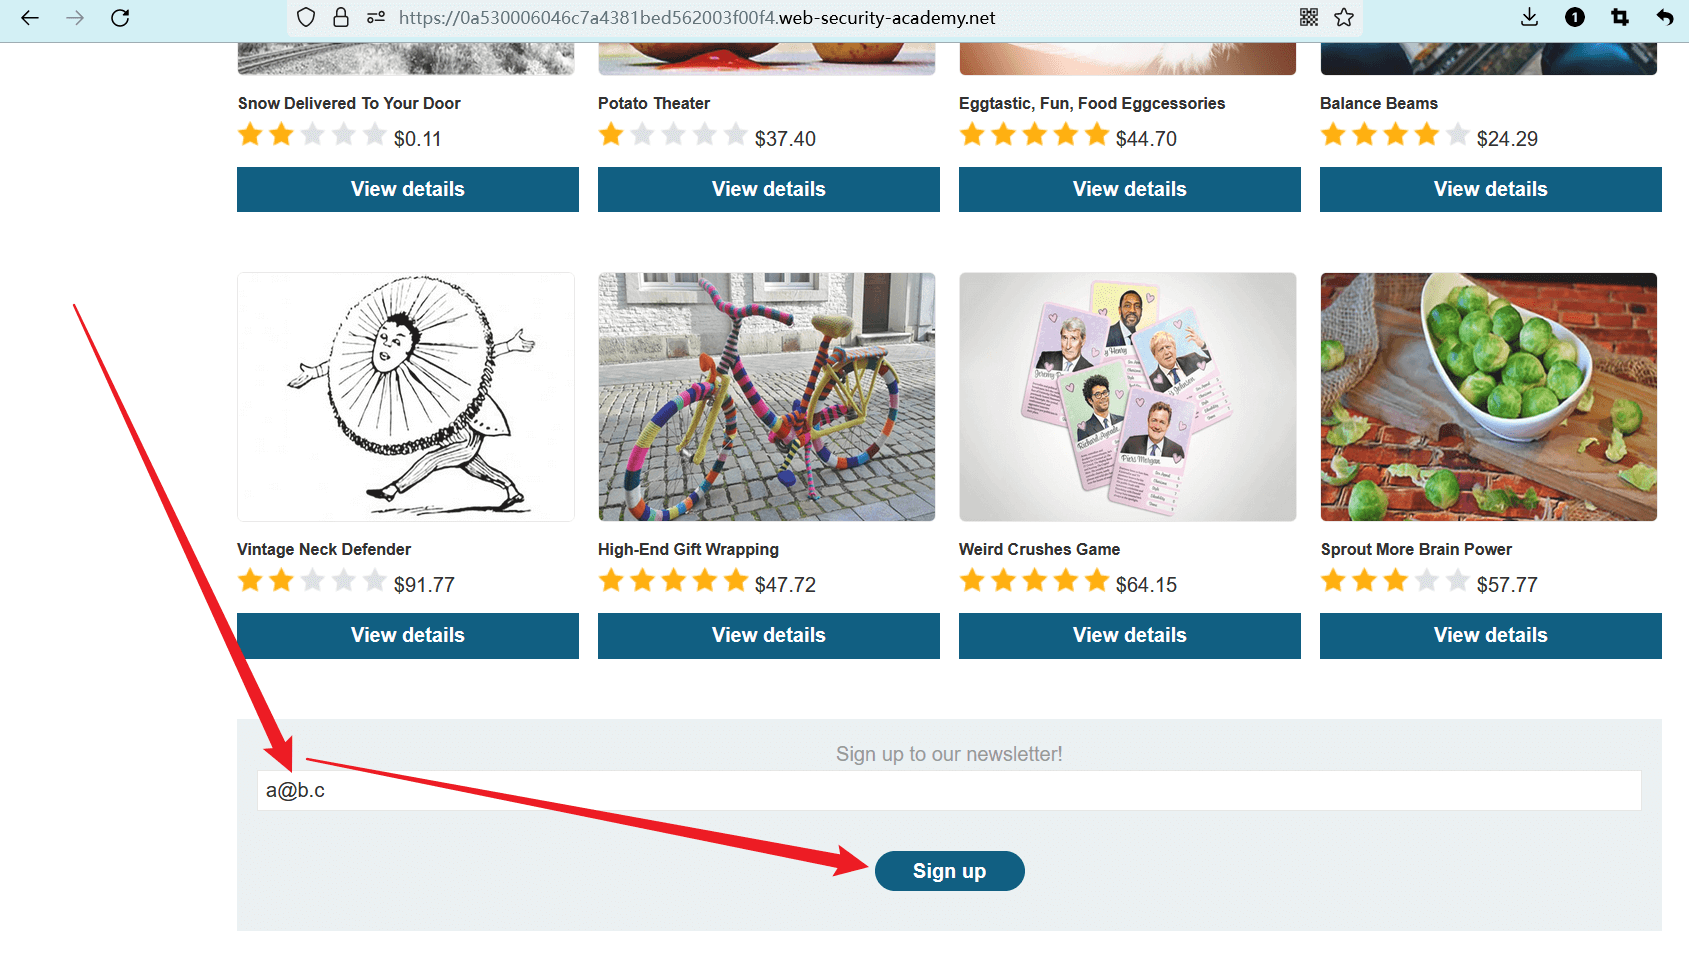 https://0a530006046c7a4381bed562003f00f4.web-security-academy.net
1
Snow Delivered To Your Door
Potato Theater
Eggtastic, Fun, Food Eggcessories
Balance Beams
$0.11
$37.40
$44.70
$24.29
View details
View details
View details
View details
Piers Morgan
Vintage Neck Defender
High-End Gift Wrapping
Weird Crushes Game
Sprout More Brain Power
$91.77
$47.72
$64.15
$57.77
View details
View details
View details
View details
Sign up to our newsletter!
a@b.c
Sign up